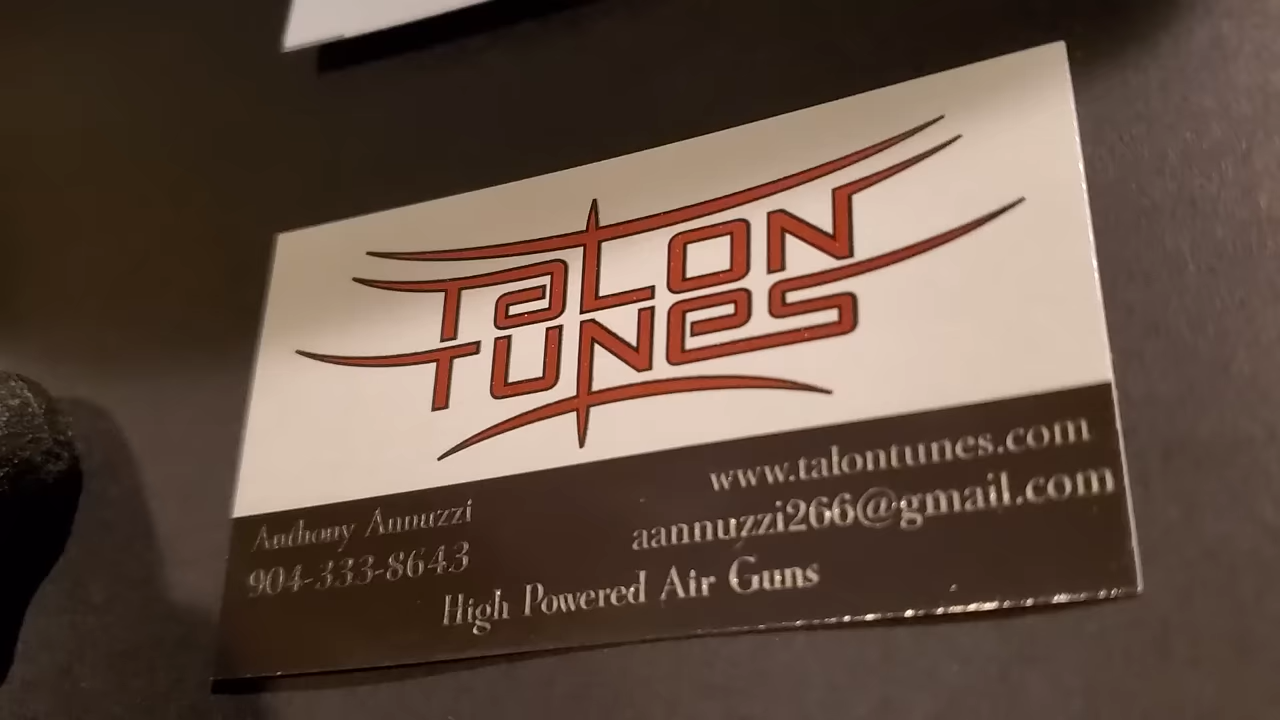 TaLON
TUNes
www.talontunes.com
Anthony Annuzzi
aannuzzi266@gmail.com
904-333-8643
High Powered Air Guns